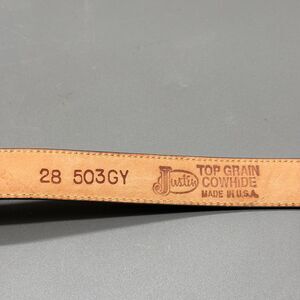 28 503GY
Justin
TOP GRAIN
COWHIDE
MADE IN U.S.A.